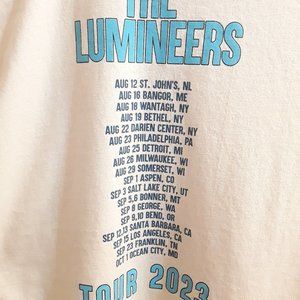 THE
LUMINEERS
AUG 12 ST. JOHN'S, NL
AUG 16 BANGOR, ME
AUG 18 WANTAGH, NY
AUG 19 BETHEL, NY
AUG 22 DARIEN CENTER, NY
AUG 23 PHILADELPHIA, PA
AUG 25 DETROIT, MI
AUG 26 MILWAUKEE, WI
AUG 29 SOMERSET, WI
SEP 1 ASPEN, CO
SEP 3 SALT LAKE CITY, UT
SEP 5,6 BONNER, MT
SEP 8 GEORGE, WA
SEP 9,10 BEND, OR
SEP 12,13 SANTA BARBARA, CA
SEP 15 LOS ANGELES, CA
SEP 23 FRANKLIN, TN
OCT 1 OCEAN CITY, MD
TOUR 2023